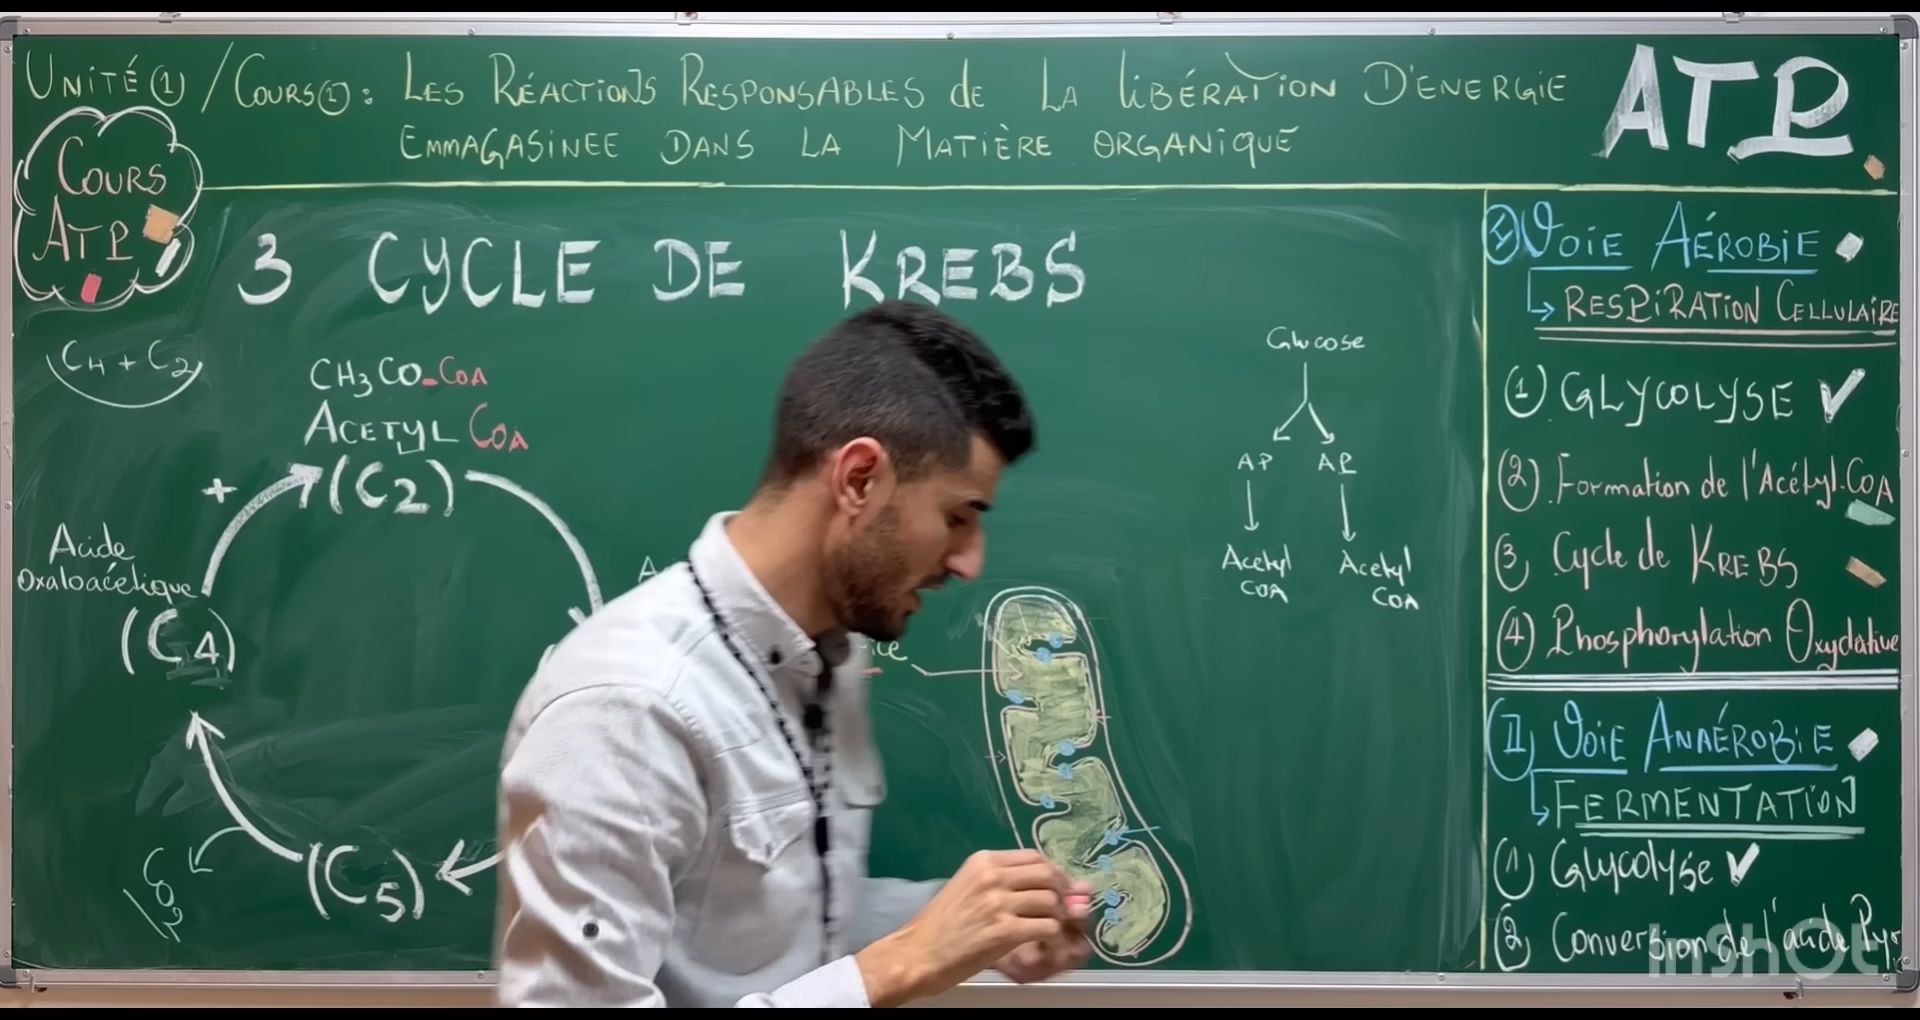 UNITÉ (1) / COURS(1): LES RÉACTIONS RESPONSABLES de LA LIBÉRATION D'ENERGIE
EMMAGASINEE DANS LA MATIÈRE ORGANIQUE
ATP
COURS
ATP
3 CYCLE DE KREBS
C4 + C2
CH3CO-COA
ACETYL COA
+
(C2)
Acide
Oxaloacétique
(C4)
(C5)
CO2
Glucose
AP AP
Acetyl
COA
Acetyl
COA
VOIE AÉROBIE
RESPIRATION CELLULAIRE
(1) GLYCOLYSE ✓
(2) Formation de l'Acétyl.COA
(3) Cycle de KREBS
(4) Phosphorylation Oxydative
(II) VOIE ANAÉROBIE
FERMENTATION
(1) Glycolyse ✓
(2) Conversion de l'acide Pyr
InShOt